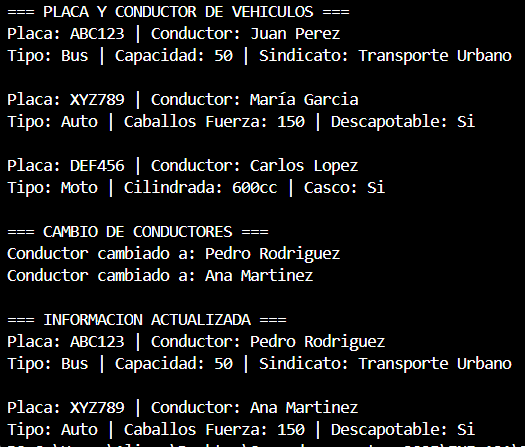 === PLACA Y CONDUCTOR DE VEHICULOS ===
Placa: ABC123 | Conductor: Juan Perez
Tipo: Bus | Capacidad: 50 | Sindicato: Transporte Urbano
Placa: XYZ789 | Conductor: María Garcia
Tipo: Auto | Caballos Fuerza: 150 | Descapotable: Si
Placa: DEF456 | Conductor: Carlos Lopez
Tipo: Moto | Cilindrada: 600cc | Casco: Si
=== CAMBIO DE CONDUCTORES ===
Conductor cambiado a: Pedro Rodriguez
Conductor cambiado a: Ana Martinez
=== INFORMACION ACTUALIZADA ===
Placa: ABC123 | Conductor: Pedro Rodriguez
Tipo: Bus | Capacidad: 50 | Sindicato: Transporte Urbano
Placa: XYZ789 | Conductor: Ana Martinez
Tipo: Auto | Caballos Fuerza: 150 | Descapotable: Si